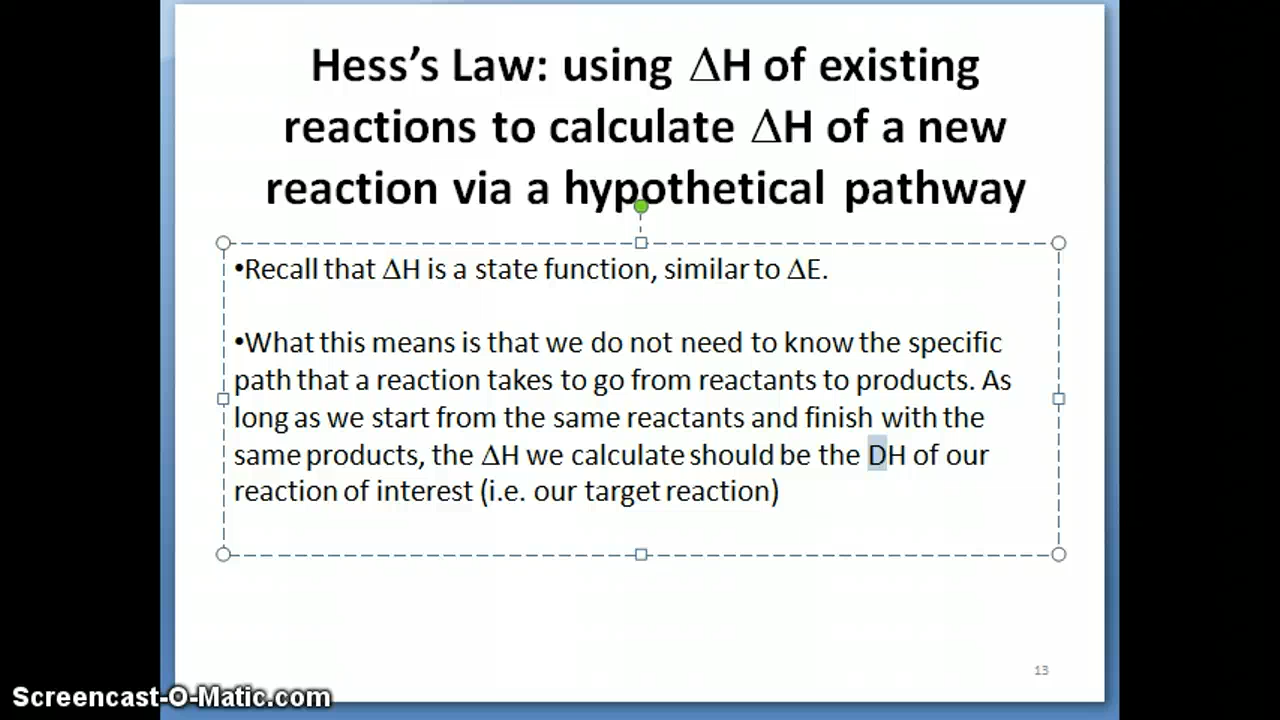 Hess’s Law: using ΔH of existing
reactions to calculate ΔH of a new
reaction via a hypothetical pathway
•Recall that ΔH is a state function, similar to ΔE.
•What this means is that we do not need to know the specific
path that a reaction takes to go from reactants to products. As
long as we start from the same reactants and finish with the
same products, the ΔH we calculate should be the DH of our
reaction of interest (i.e. our target reaction)
13
Screencast-O-Matic.com